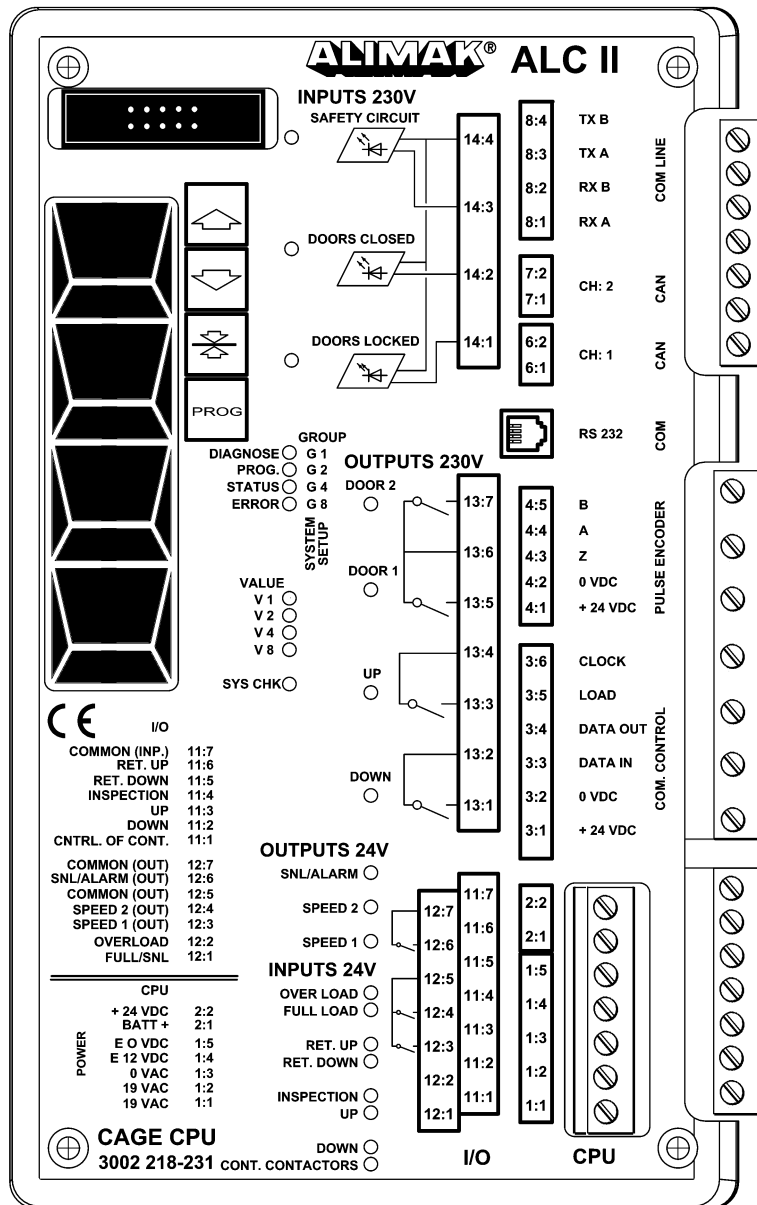 ALIMAK® ALC II
INPUTS 230V
SAFETY CIRCUIT
DOORS CLOSED
DOORS LOCKED
14:4
14:3
14:2
14:1
8:4 TX B
8:3 TX A
8:2 RX B
8:1 RX A
COM LINE
7:2
7:1
CH: 2
CAN
6:2
6:1
CH: 1
CAN
RS 232
COM
PROG
GROUP
DIAGNOSE G 1
PROG. G 2
STATUS G 4
ERROR G 8
SYSTEM
SETUP
VALUE
V 1
V 2
V 4
V 8
SYS CHK
OUTPUTS 230V
DOOR 2
DOOR 1
UP
DOWN
13:7
13:6
13:5
13:4
13:3
13:2
13:1
4:5 B
4:4 A
4:3 Z
4:2 0 VDC
4:1 + 24 VDC
PULSE ENCODER
3:6 CLOCK
3:5 LOAD
3:4 DATA OUT
3:3 DATA IN
3:2 0 VDC
3:1 + 24 VDC
COM. CONTROL
CE
I/O
COMMON (INP.) 11:7
RET. UP 11:6
RET. DOWN 11:5
INSPECTION 11:4
UP 11:3
DOWN 11:2
CNTRL. OF CONT. 11:1
COMMON (OUT) 12:7
SNL/ALARM (OUT) 12:6
COMMON (OUT) 12:5
SPEED 2 (OUT) 12:4
SPEED 1 (OUT) 12:3
OVERLOAD 12:2
FULL/SNL 12:1
CPU
POWER
+ 24 VDC 2:2
BATT + 2:1
E O VDC 1:5
E 12 VDC 1:4
0 VAC 1:3
19 VAC 1:2
19 VAC 1:1
CAGE CPU
3002 218-231
OUTPUTS 24V
SNL/ALARM
SPEED 2
SPEED 1
INPUTS 24V
OVER LOAD
FULL LOAD
RET. UP
RET. DOWN
INSPECTION
UP
DOWN
CONT. CONTACTORS
12:7
12:6
12:5
12:4
12:3
12:2
12:1
11:7
11:6
11:5
11:4
11:3
11:2
11:1
I/O
2:2
2:1
1:5
1:4
1:3
1:2
1:1
CPU